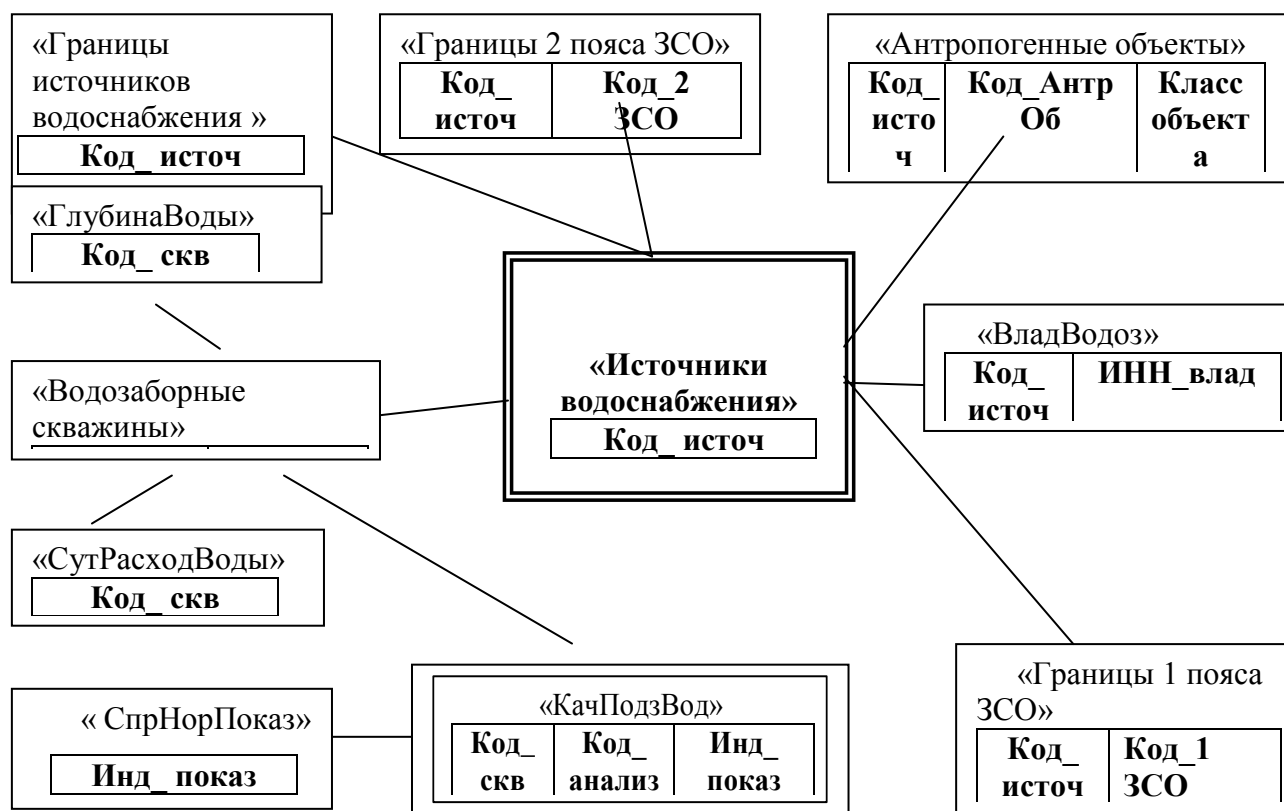 «Границы
источников
водоснабжения »
Код_ источ
«Границы 2 пояса ЗСО»
Код_ Код_2
источ ЗСО
«Антропогенные объекты»
Код_ Код_Антр Класс
исто Об объект
ч а
«ГлубинаВоды»
Код_ скв
«Источники
водоснабжения»
Код_ источ
«ВладВодоз»
Код_ ИНН_влад
источ
«Водозаборные
скважины»
«СутРасходВоды»
Код_ скв
« СпрНорПоказ»
Инд_ показ
«КачПодзВод»
Код_ Код_ Инд_
скв анализ показ
«Границы 1 пояса
ЗСО»
Код_ Код_1
источ ЗСО